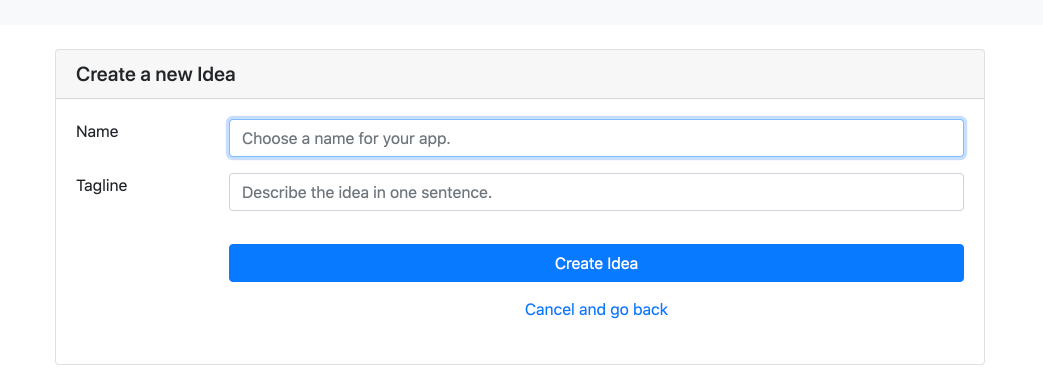 Create a new Idea
Name
Choose a name for your app.
Tagline
Describe the idea in one sentence.
Create Idea
Cancel and go back